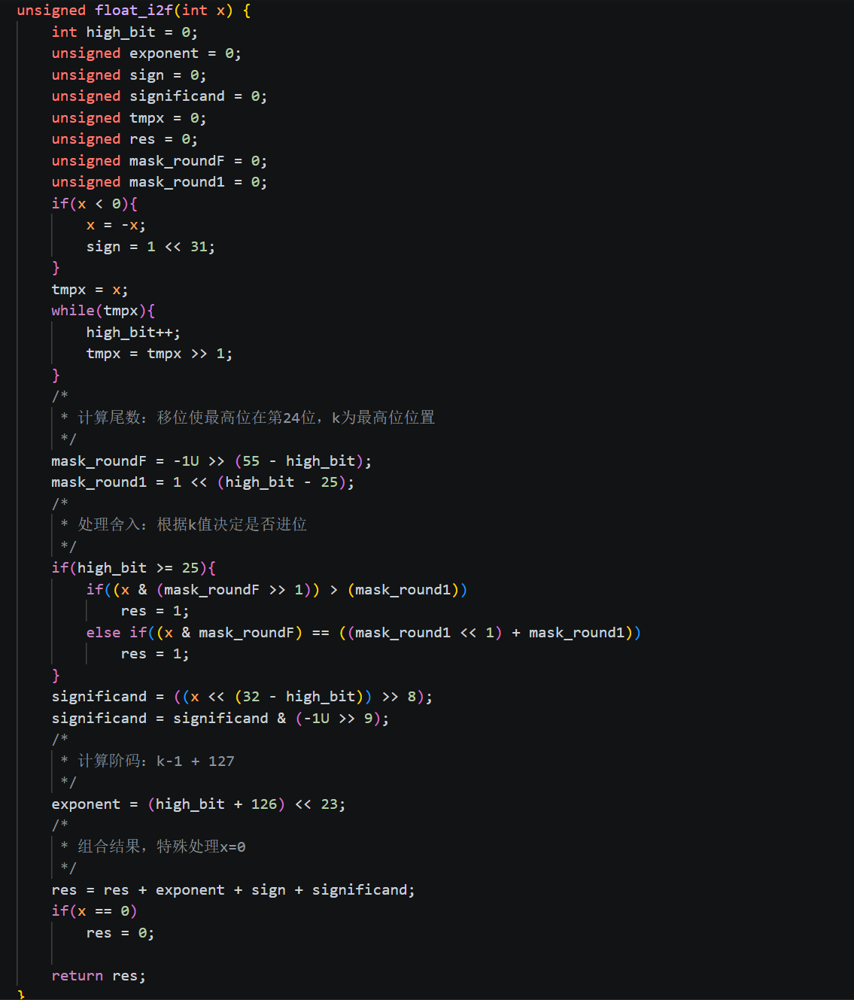 unsigned float_i2f(int x) {
    int high_bit = 0;
    unsigned exponent = 0;
    unsigned sign = 0;
    unsigned significand = 0;
    unsigned tmpx = 0;
    unsigned res = 0;
    unsigned mask_roundF = 0;
    unsigned mask_round1 = 0;
    if(x < 0){
        x = -x;
        sign = 1 << 31;
    }
    tmpx = x;
    while(tmpx){
        high_bit++;
        tmpx = tmpx >> 1;
    }
    /*
     * 计算尾数：移位使最高位在第24位，k为最高位位置
     */
    mask_roundF = -1U >> (55 - high_bit);
    mask_round1 = 1 << (high_bit - 25);
    /*
     * 处理舍入：根据k值决定是否进位
     */
    if(high_bit >= 25){
        if((x & (mask_roundF >> 1)) > (mask_round1))
            res = 1;
        else if((x & mask_roundF) == ((mask_round1 << 1) + mask_round1))
            res = 1;
    }
    significand = ((x << (32 - high_bit)) >> 8);
    significand = significand & (-1U >> 9);
    /*
     * 计算阶码：k-1 + 127
     */
    exponent = (high_bit + 126) << 23;
    /*
     * 组合结果，特殊处理x=0
     */
    res = res + exponent + sign + significand;
    if(x == 0)
        res = 0;

    return res;
}